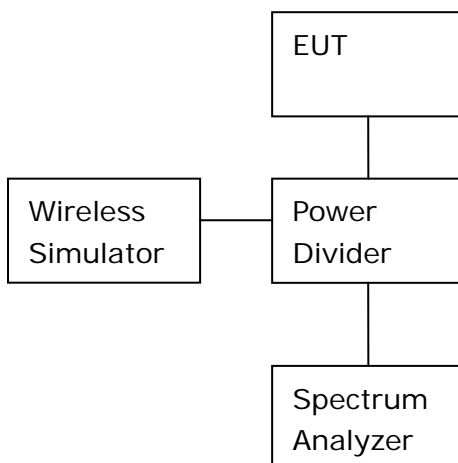 EUT
Wireless
Simulator
Power
Divider
Spectrum
Analyzer